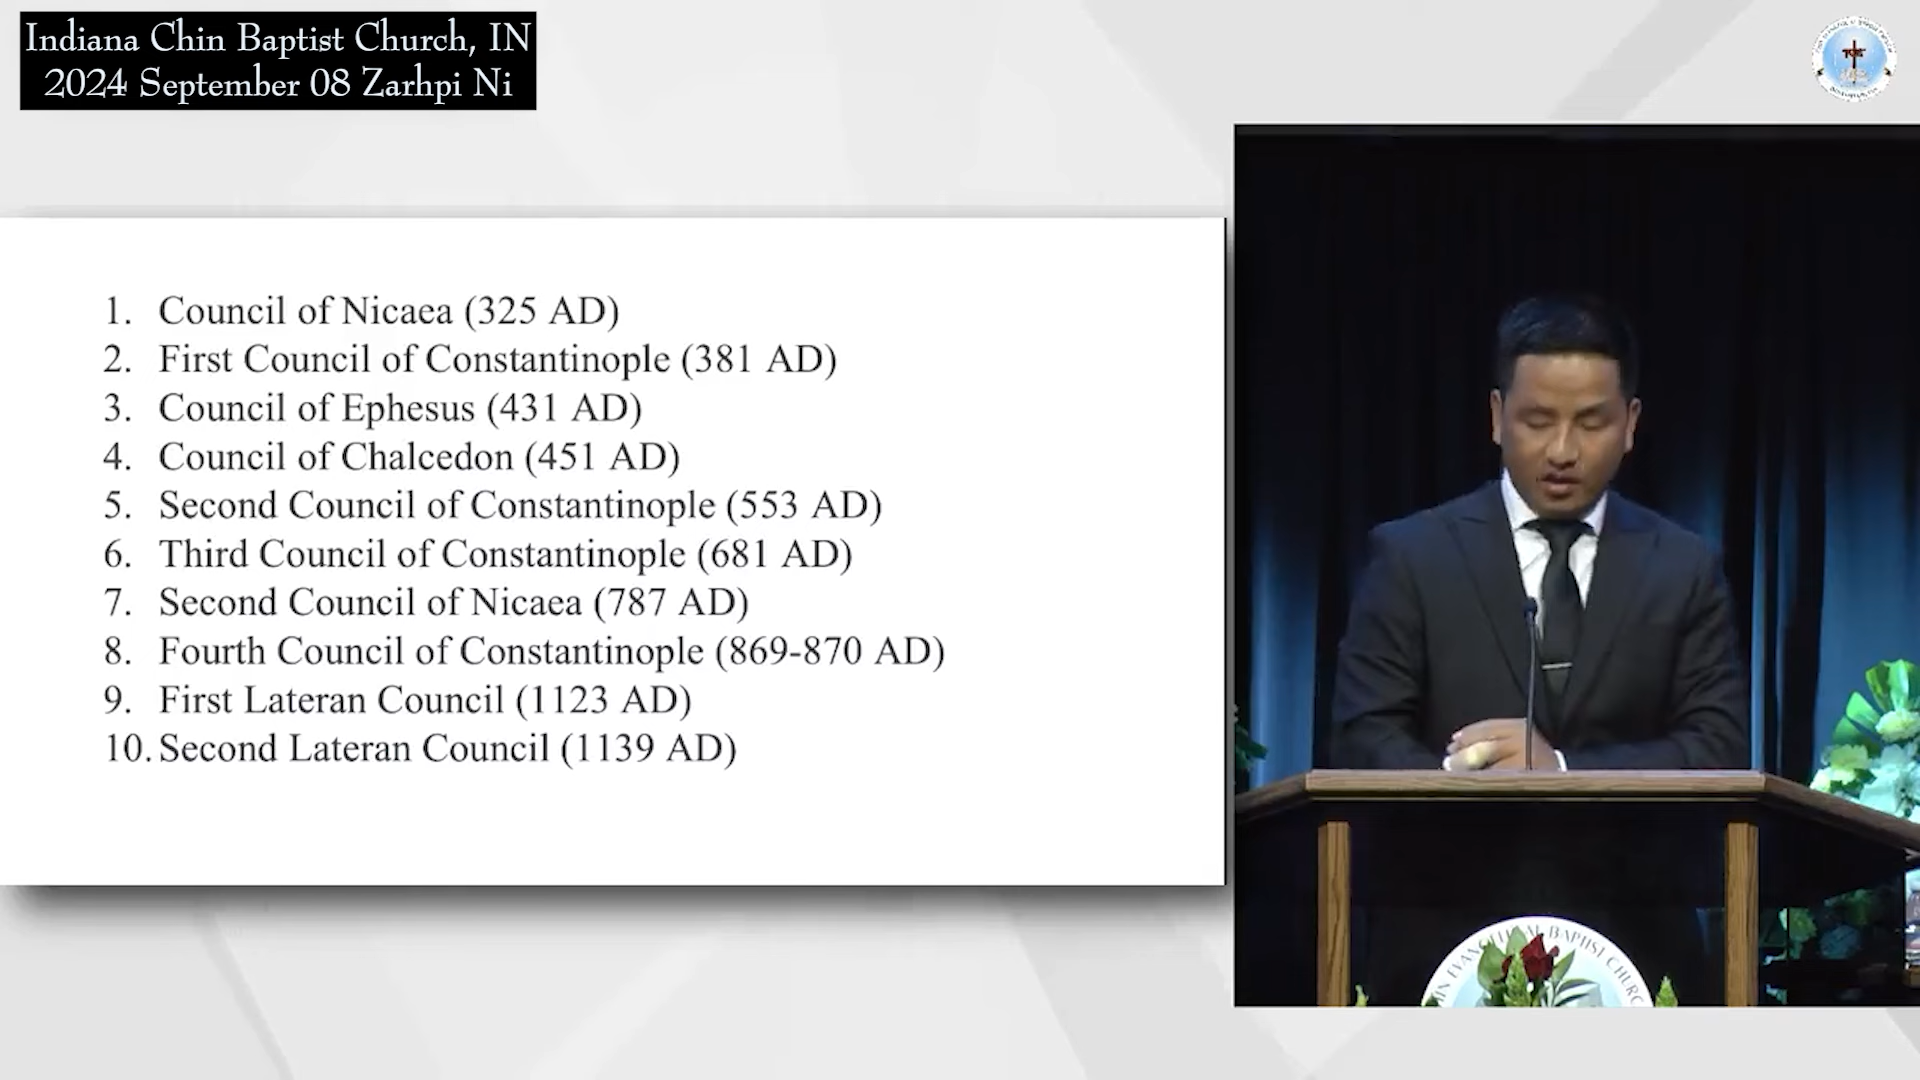 Indiana Chin Baptist Church, IN
2024 September 08 Zarhpi Ni
1. Council of Nicaea (325 AD)
2. First Council of Constantinople (381 AD)
3. Council of Ephesus (431 AD)
4. Council of Chalcedon (451 AD)
5. Second Council of Constantinople (553 AD)
6. Third Council of Constantinople (681 AD)
7. Second Council of Nicaea (787 AD)
8. Fourth Council of Constantinople (869-870 AD)
9. First Lateran Council (1123 AD)
10. Second Lateran Council (1139 AD)
BAPTIST